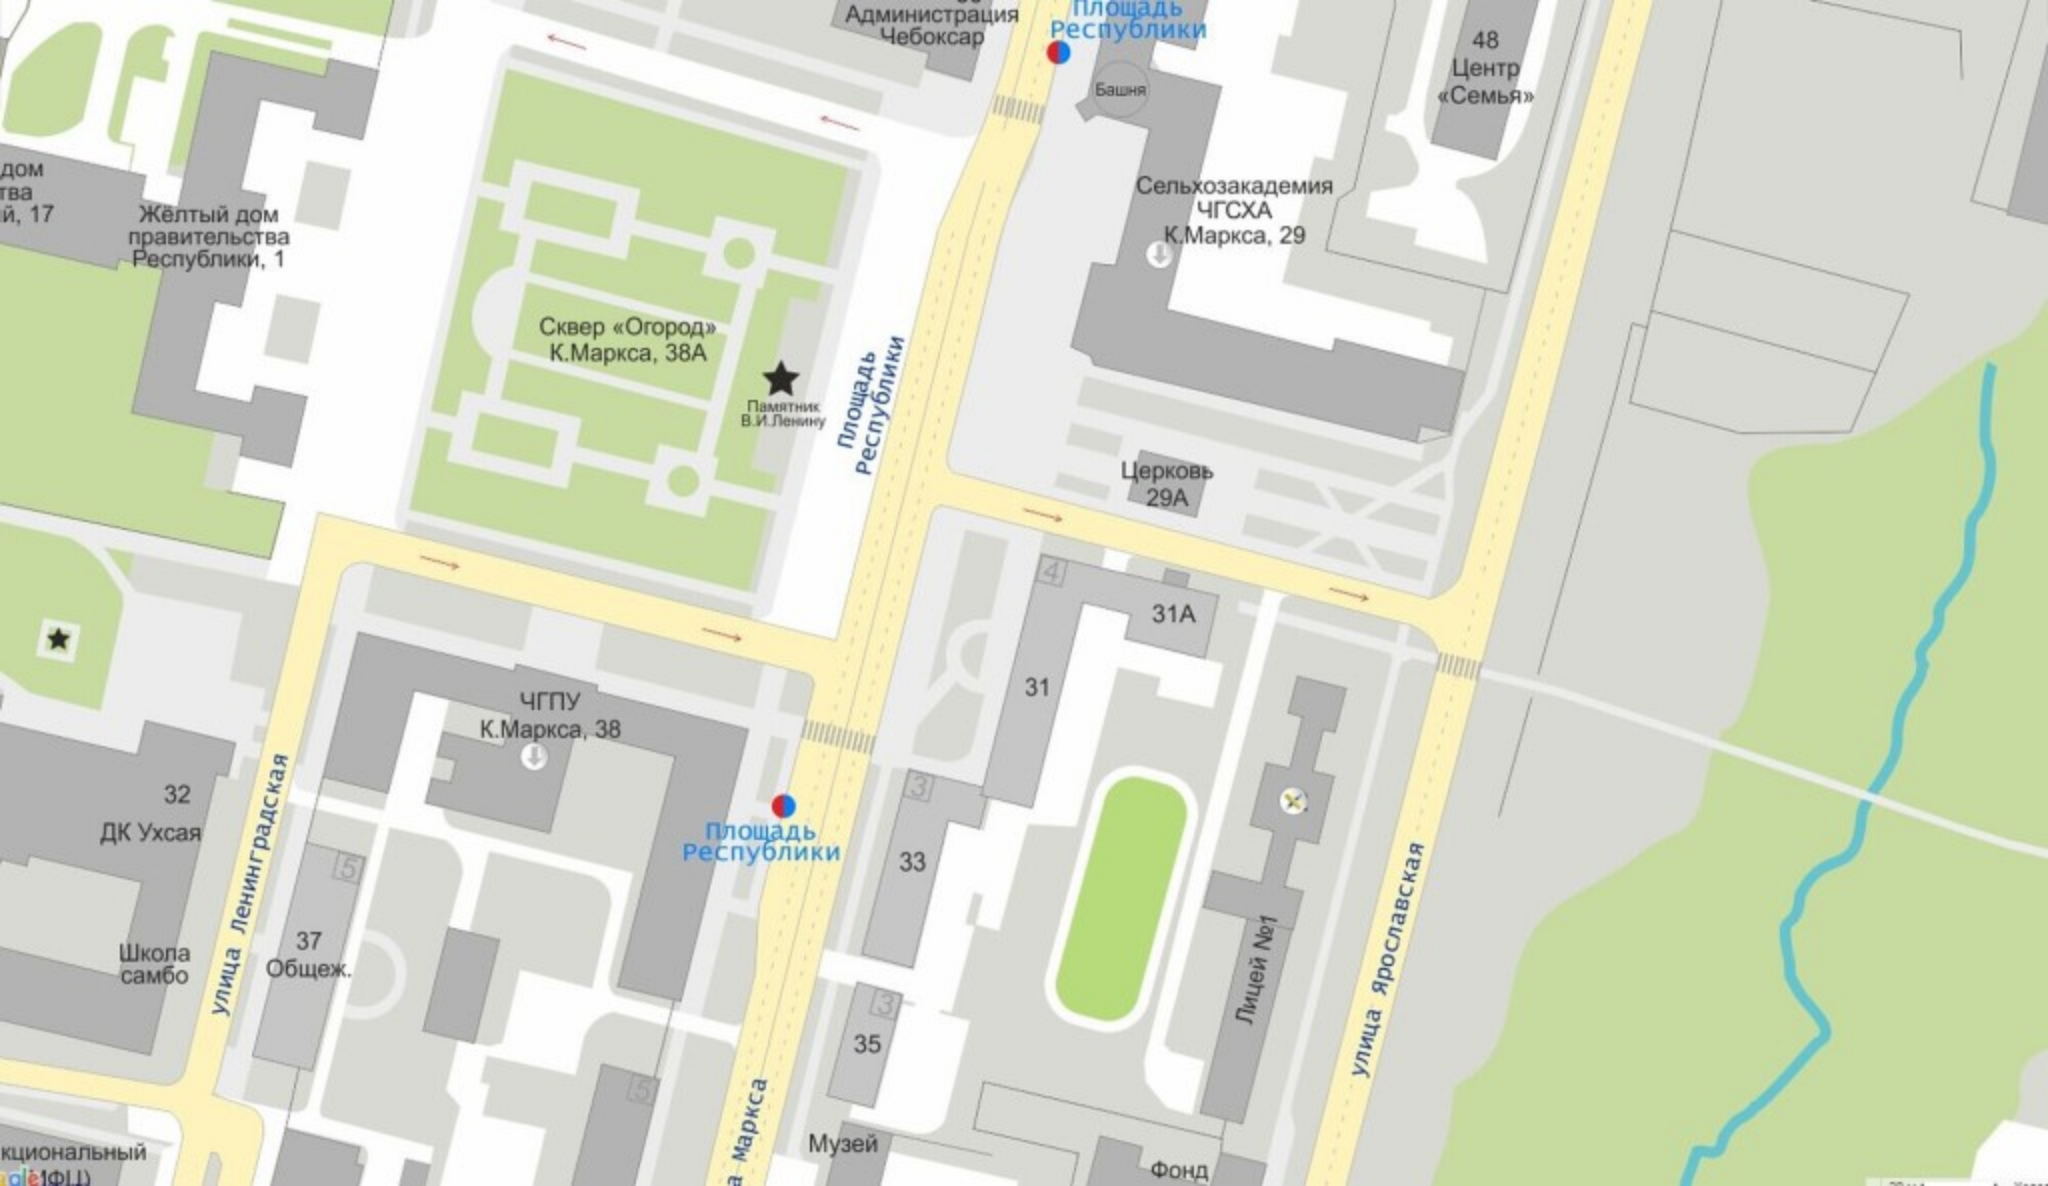 Администрация
Чебоксар
Площадь
Республики
Башня
48
Центр
«Семья»
дом
тва
й, 17
Жёлтый дом
правительства
Республики, 1
Сельхозакадемия
ЧГСХА
К.Маркса, 29
Сквер «Огород»
К.Маркса, 38А
Памятник
В.И.Ленину
Площадь
Республики
Церковь
29А
4
31А
31
ЧГПУ
К.Маркса, 38
32
ДК Ухсая
Школа
самбо
улица Ленинградская
5
37
Общеж.
Площадь
Республики
3
33
3
35
5
Лицей №1
улица Ярославская
а Маркса
Музей
Фонд
кциональный
МФЦ)